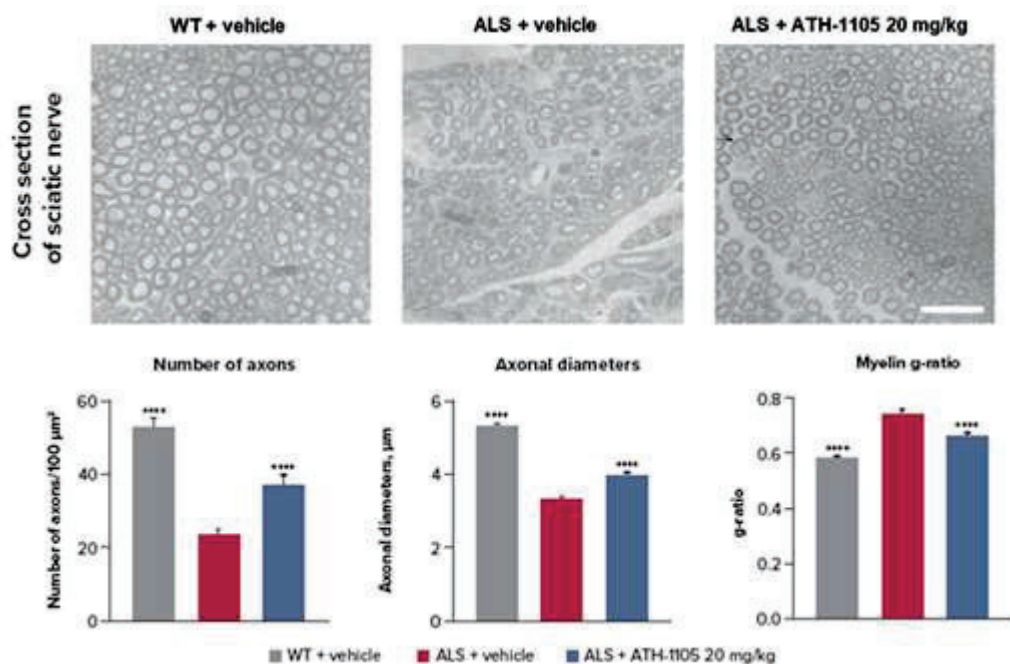 WT + vehicle
ALS + vehicle
ALS + ATH-1105 20 mg/kg
Cross section
of sciatic nerve
Number of axons
Number of axons/100 µm²
60
40
20
0
****
****
Axonal diameters
Axonal diameters, µm
6
4
2
0
****
****
Myelin g-ratio
g-ratio
0.8
0.6
0.4
0.2
0.0
****
****
WT + vehicle ALS + vehicle ALS + ATH-1105 20 mg/kg